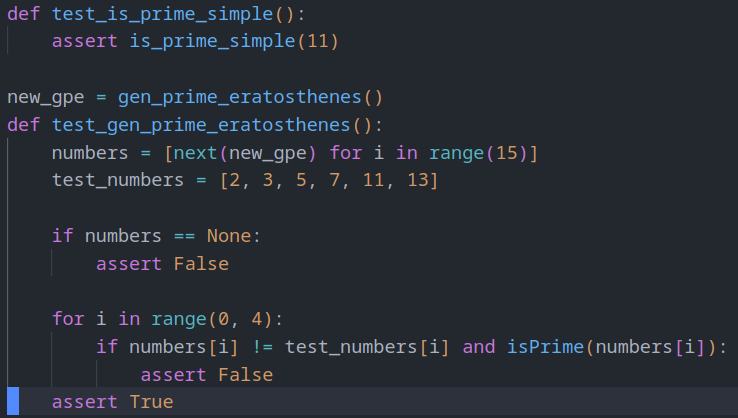 def test_is_prime_simple():
    assert is_prime_simple(11)

new_gpe = gen_prime_eratosthenes()
def test_gen_prime_eratosthenes():
    numbers = [next(new_gpe) for i in range(15)]
    test_numbers = [2, 3, 5, 7, 11, 13]

    if numbers == None:
        assert False

    for i in range(0, 4):
        if numbers[i] != test_numbers[i] and isPrime(numbers[i]):
            assert False
    assert True